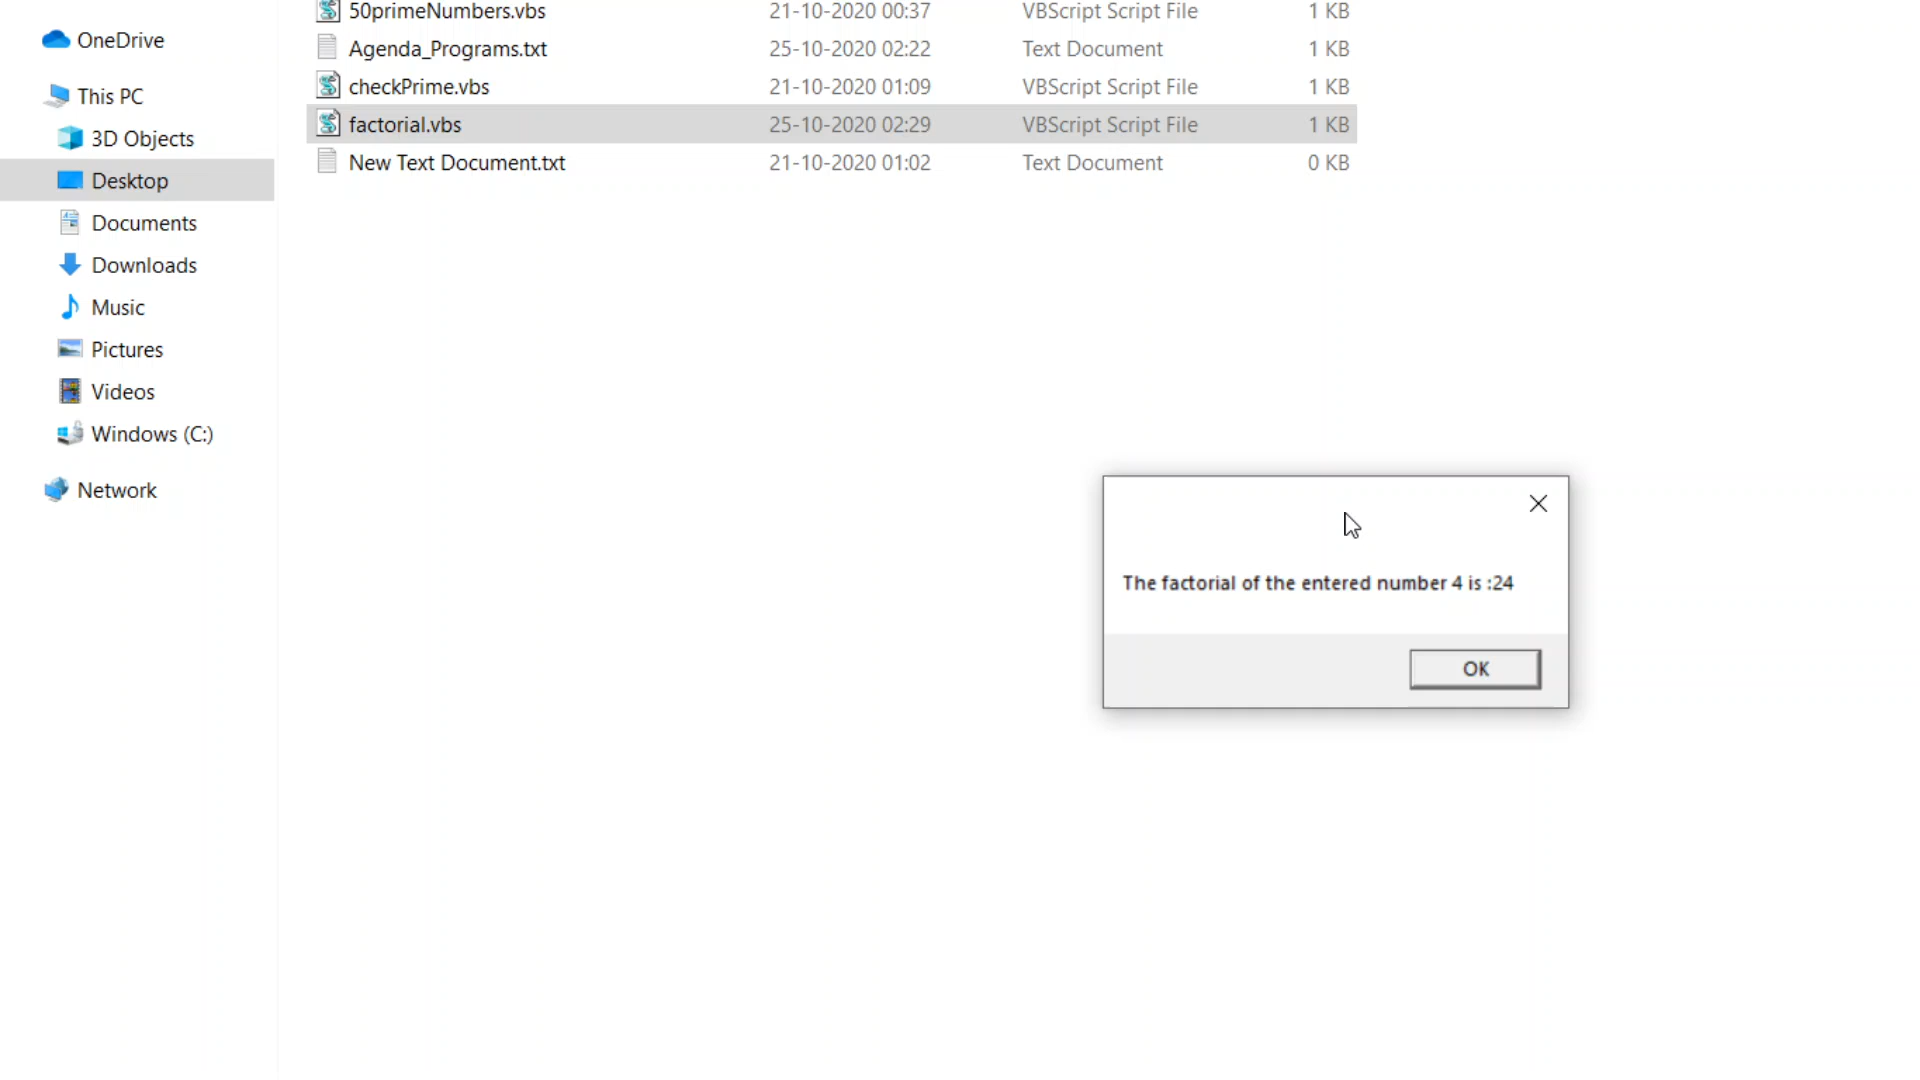 OneDrive
This PC
3D Objects
Desktop
Documents
Downloads
Music
Pictures
Videos
Windows (C:)
Network
50primeNumbers.vbs 21-10-2020 00:37 VBScript Script File 1 KB
Agenda_Programs.txt 25-10-2020 02:22 Text Document 1 KB
checkPrime.vbs 21-10-2020 01:09 VBScript Script File 1 KB
factorial.vbs 25-10-2020 02:29 VBScript Script File 1 KB
New Text Document.txt 21-10-2020 01:02 Text Document 0 KB
The factorial of the entered number 4 is :24
OK